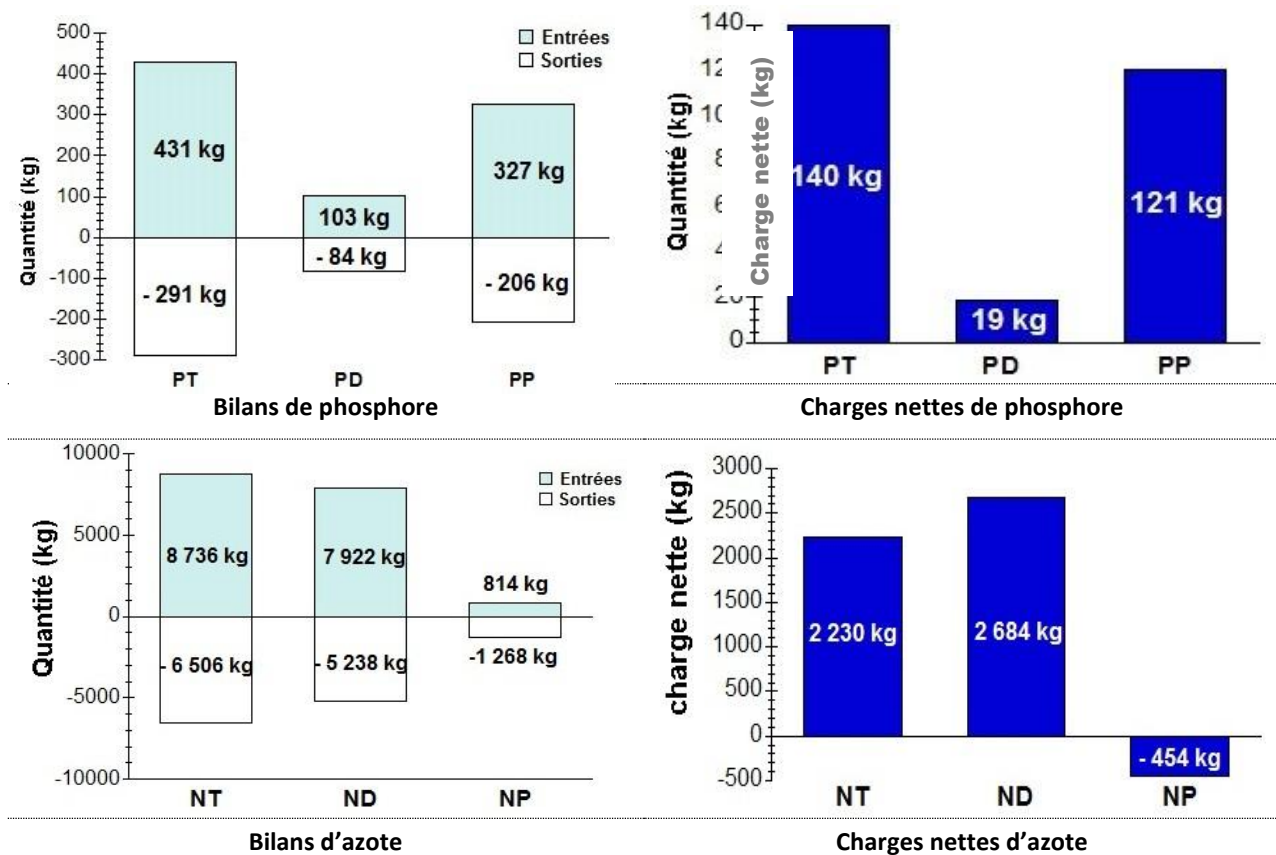 500
400
300
200
100
0
-100
-200
-300
Quantité (kg)
Entrées
Sorties
431 kg
- 291 kg
103 kg
- 84 kg
327 kg
- 206 kg
PT PD PP
Bilans de phosphore
140
0
Quantité (kg)
Charge nette (kg)
140 kg
19 kg
121 kg
PT PD PP
Charges nettes de phosphore
10000
5000
0
-5000
-10000
Quantité (kg)
Entrées
Sorties
8 736 kg
- 6 506 kg
7 922 kg
- 5 238 kg
814 kg
-1 268 kg
NT ND NP
Bilans d’azote
3000
2500
2000
1500
1000
500
0
-500
charge nette (kg)
2 230 kg
2 684 kg
- 454 kg
NT ND NP
Charges nettes d’azote